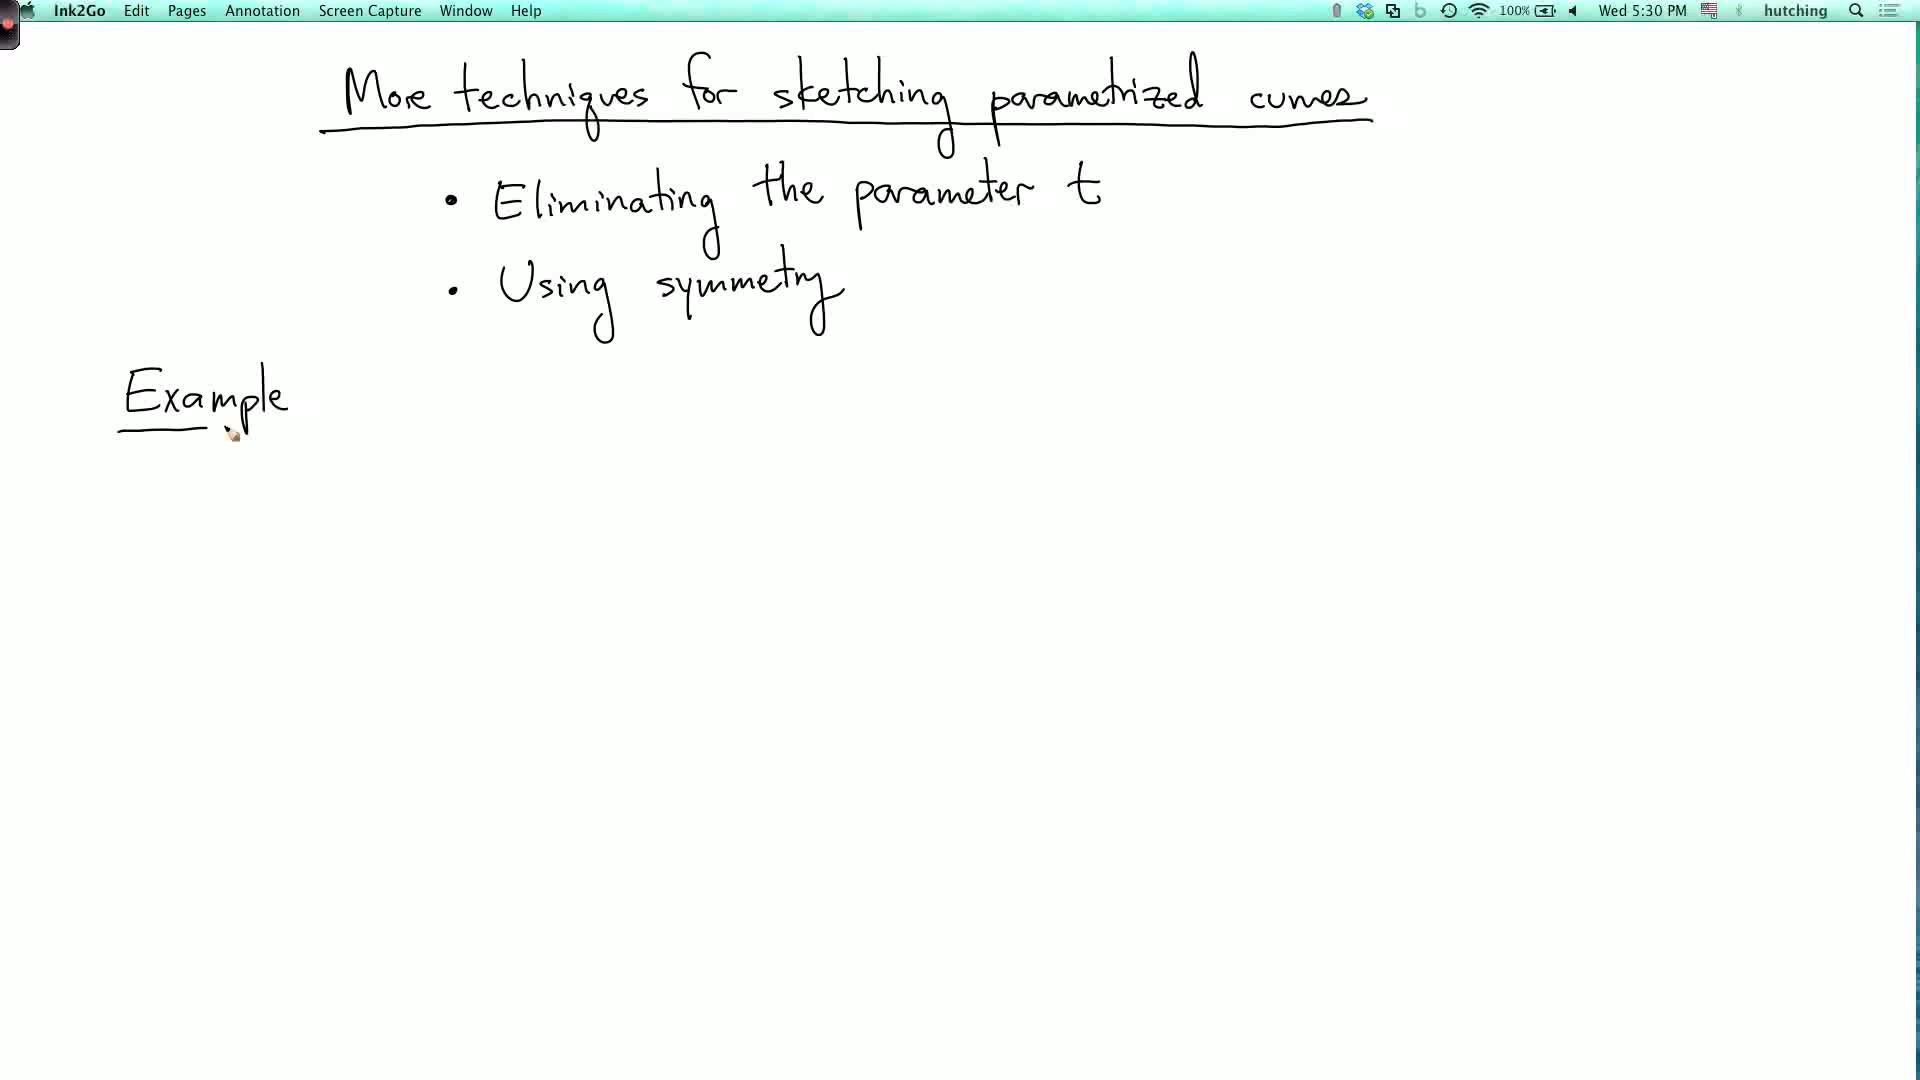 Ink2Go Edit Pages Annotation Screen Capture Window Help 100% Wed 5:30 PM hutching
More techniques for sketching parametrized curves
• Eliminating the parameter t
• Using symmetry
Example